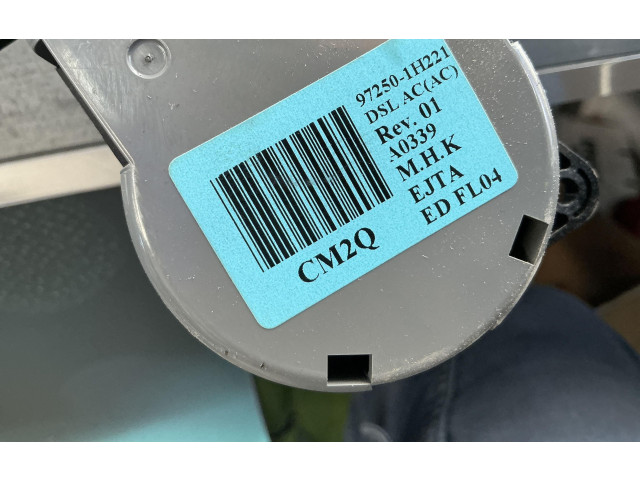 97250-1H221
DSL AC(AC)
Rev. 01
A0339
M.H.K
EJTA
ED FL04
CM2Q